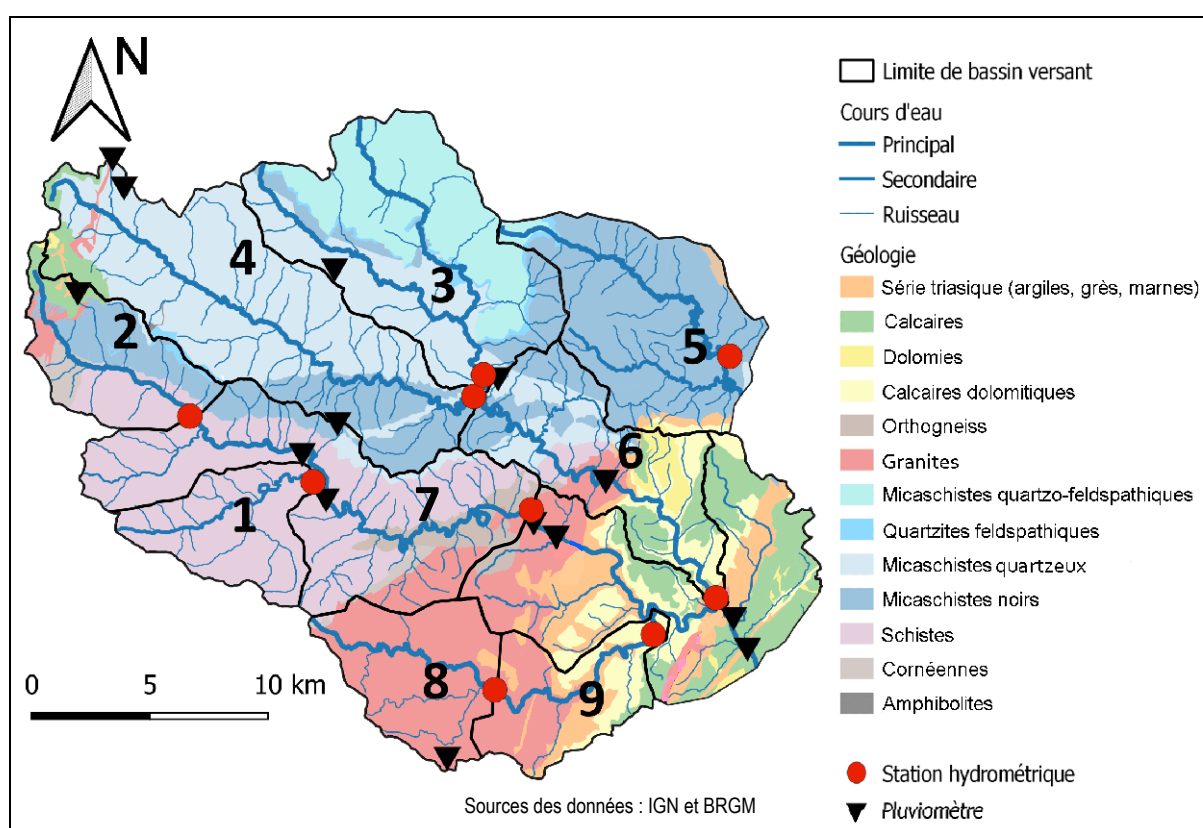 N
4
3
2
5
6
1
7
8
9
0 5 10 km
Sources des données : IGN et BRGM
Limite de bassin versant
Cours d'eau
Principal
Secondaire
Ruisseau
Géologie
Série triasique (argiles, grès, marnes)
Calcaires
Dolomies
Calcaires dolomitiques
Orthogneiss
Granites
Micaschistes quartzo-feldspathiques
Quartzites feldspathiques
Micaschistes quartzeux
Micaschistes noirs
Schistes
Cornéennes
Amphibolites
Station hydrométrique
Pluviomètre